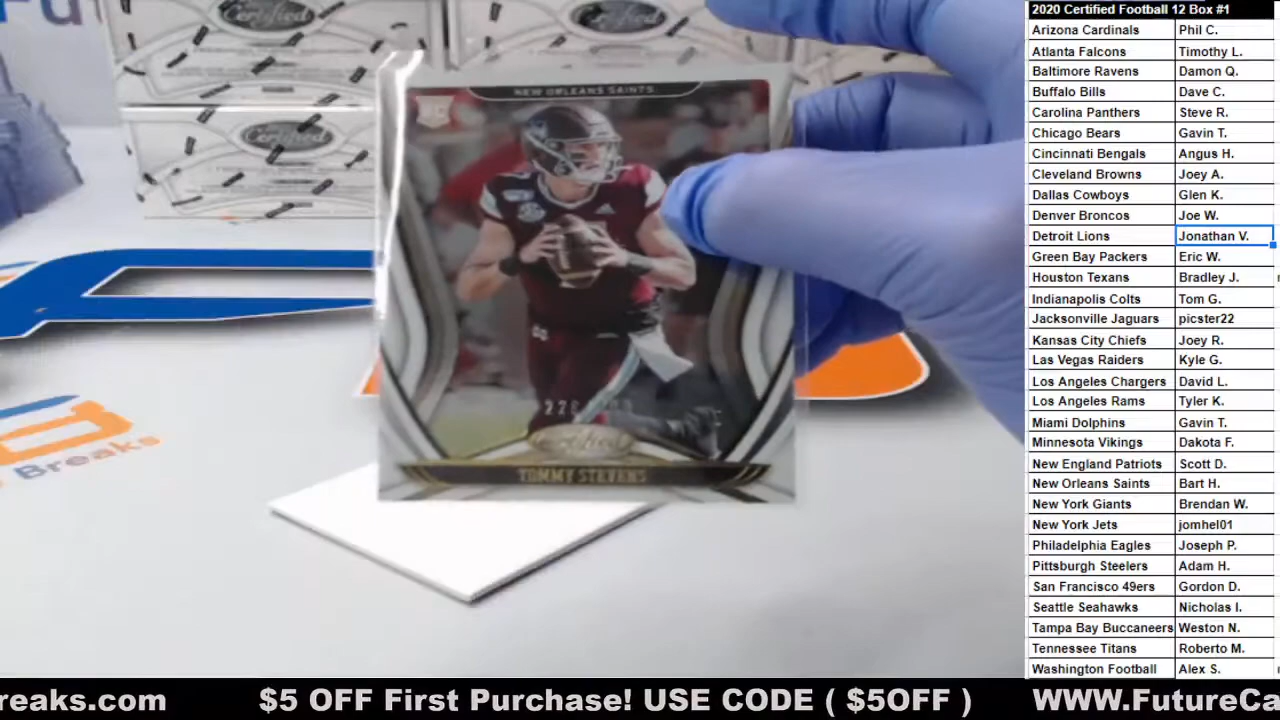 Certified
Certified
Certified
NEW ORLEANS SAINTS
RC
Certified
TOMMY STEVENS
Breaks
2020 Certified Football 12 Box #1
Arizona Cardinals Phil C.
Atlanta Falcons Timothy L.
Baltimore Ravens Damon Q.
Buffalo Bills Dave C.
Carolina Panthers Steve R.
Chicago Bears Gavin T.
Cincinnati Bengals Angus H.
Cleveland Browns Joey A.
Dallas Cowboys Glen K.
Denver Broncos Joe W.
Detroit Lions Jonathan V.
Green Bay Packers Eric W.
Houston Texans Bradley J.
Indianapolis Colts Tom G.
Jacksonville Jaguars picster22
Kansas City Chiefs Joey R.
Las Vegas Raiders Kyle G.
Los Angeles Chargers David L.
Los Angeles Rams Tyler K.
Miami Dolphins Gavin T.
Minnesota Vikings Dakota F.
New England Patriots Scott D.
New Orleans Saints Bart H.
New York Giants Brendan W.
New York Jets jomhel01
Philadelphia Eagles Joseph P.
Pittsburgh Steelers Adam H.
San Francisco 49ers Gordon D.
Seattle Seahawks Nicholas I.
Tampa Bay Buccaneers Weston N.
Tennessee Titans Roberto M.
Washington Football Alex S.
reaks.com $5 OFF First Purchase! USE CODE ( $5OFF ) WWW.FutureCa